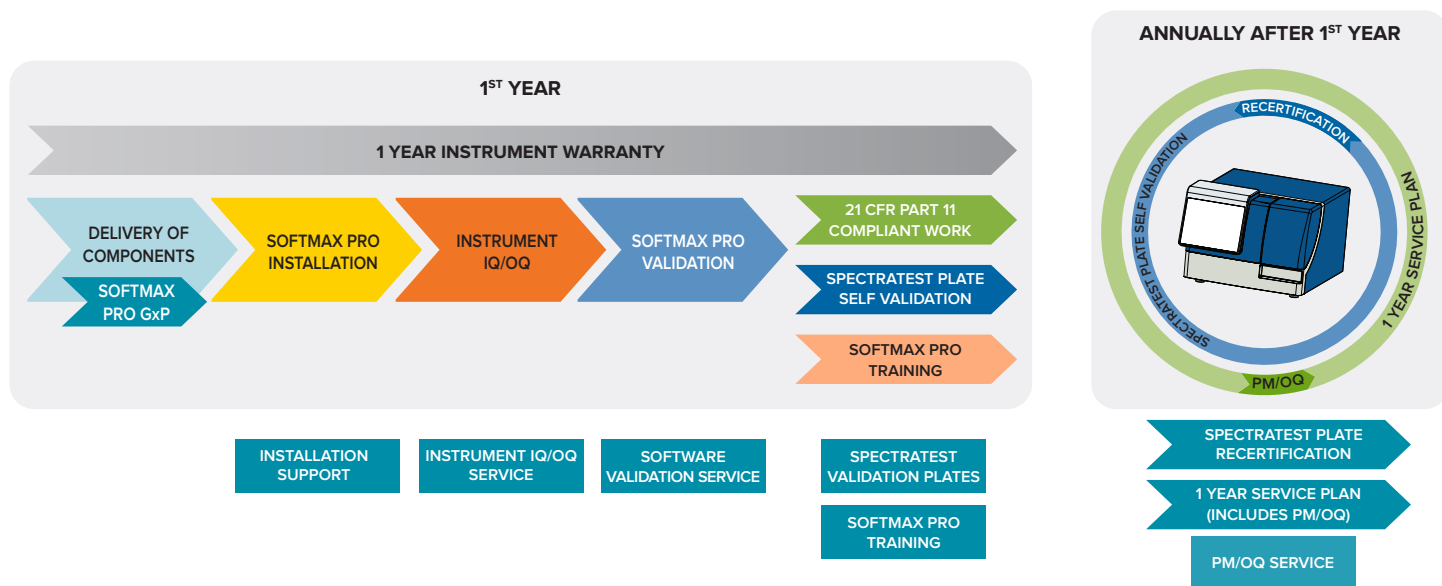 1ST YEAR
1 YEAR INSTRUMENT WARRANTY
DELIVERY OF
COMPONENTS
SOFTMAX
PRO GxP
SOFTMAX PRO
INSTALLATION
INSTRUMENT
IQ/OQ
SOFTMAX PRO
VALIDATION
21 CFR PART 11
COMPLIANT WORK
SPECTRATEST PLATE
SELF VALIDATION
SOFTMAX PRO
TRAINING
INSTALLATION
SUPPORT
INSTRUMENT IQ/OQ
SERVICE
SOFTWARE
VALIDATION SERVICE
SPECTRATEST
VALIDATION PLATES
SOFTMAX PRO
TRAINING
ANNUALLY AFTER 1ST YEAR
RECERTIFICATION
SPECTRATEST PLATE SELF VALIDATION
1 YEAR SERVICE PLAN
PM/OQ
SPECTRATEST PLATE
RECERTIFICATION
1 YEAR SERVICE PLAN
(INCLUDES PM/OQ)
PM/OQ SERVICE